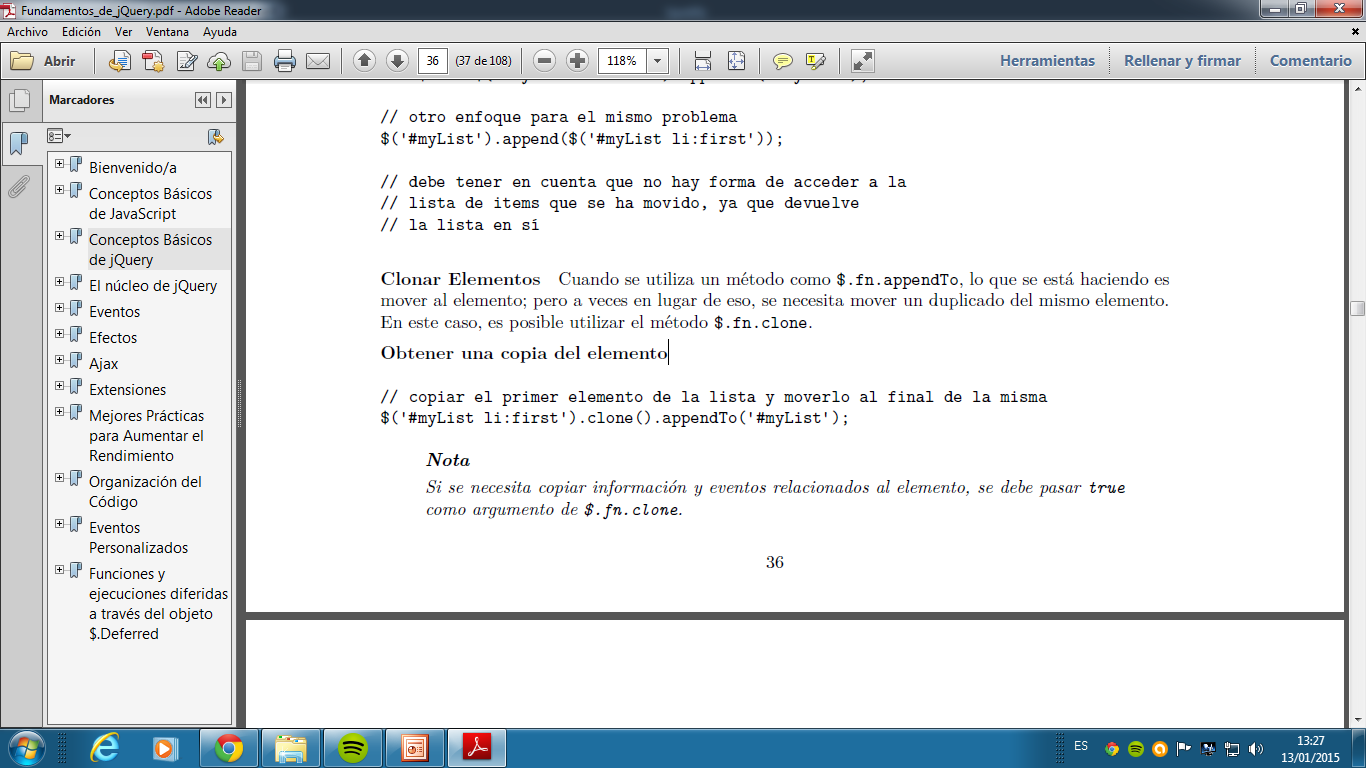 Fundamentos_de_jQuery.pdf - Adobe Reader
Archivo Edición Ver Ventana Ayuda
Abrir
36
(37 de 108)
118%
Herramientas
Rellenar y firmar
Comentario
Marcadores
Bienvenido/a
Conceptos Básicos
de JavaScript
Conceptos Básicos
de jQuery
El núcleo de jQuery
Eventos
Efectos
Ajax
Extensiones
Mejores Prácticas
para Aumentar el
Rendimiento
Organización del
Código
Eventos
Personalizados
Funciones y
ejecuciones diferidas
a través del objeto
$.Deferred
// otro enfoque para el mismo problema
$('#myList').append($('#myList li:first'));
// debe tener en cuenta que no hay forma de acceder a la
// lista de items que se ha movido, ya que devuelve
// la lista en sí
Clonar Elementos Cuando se utiliza un método como $.fn.appendTo, lo que se está haciendo es
mover al elemento; pero a veces en lugar de eso, se necesita mover un duplicado del mismo elemento.
En este caso, es posible utilizar el método $.fn.clone.
Obtener una copia del elemento
// copiar el primer elemento de la lista y moverlo al final de la misma
$('#myList li:first').clone().appendTo('#myList');
Nota
Si se necesita copiar información y eventos relacionados al elemento, se debe pasar true
como argumento de $.fn.clone.
36
ES
13:27
13/01/2015